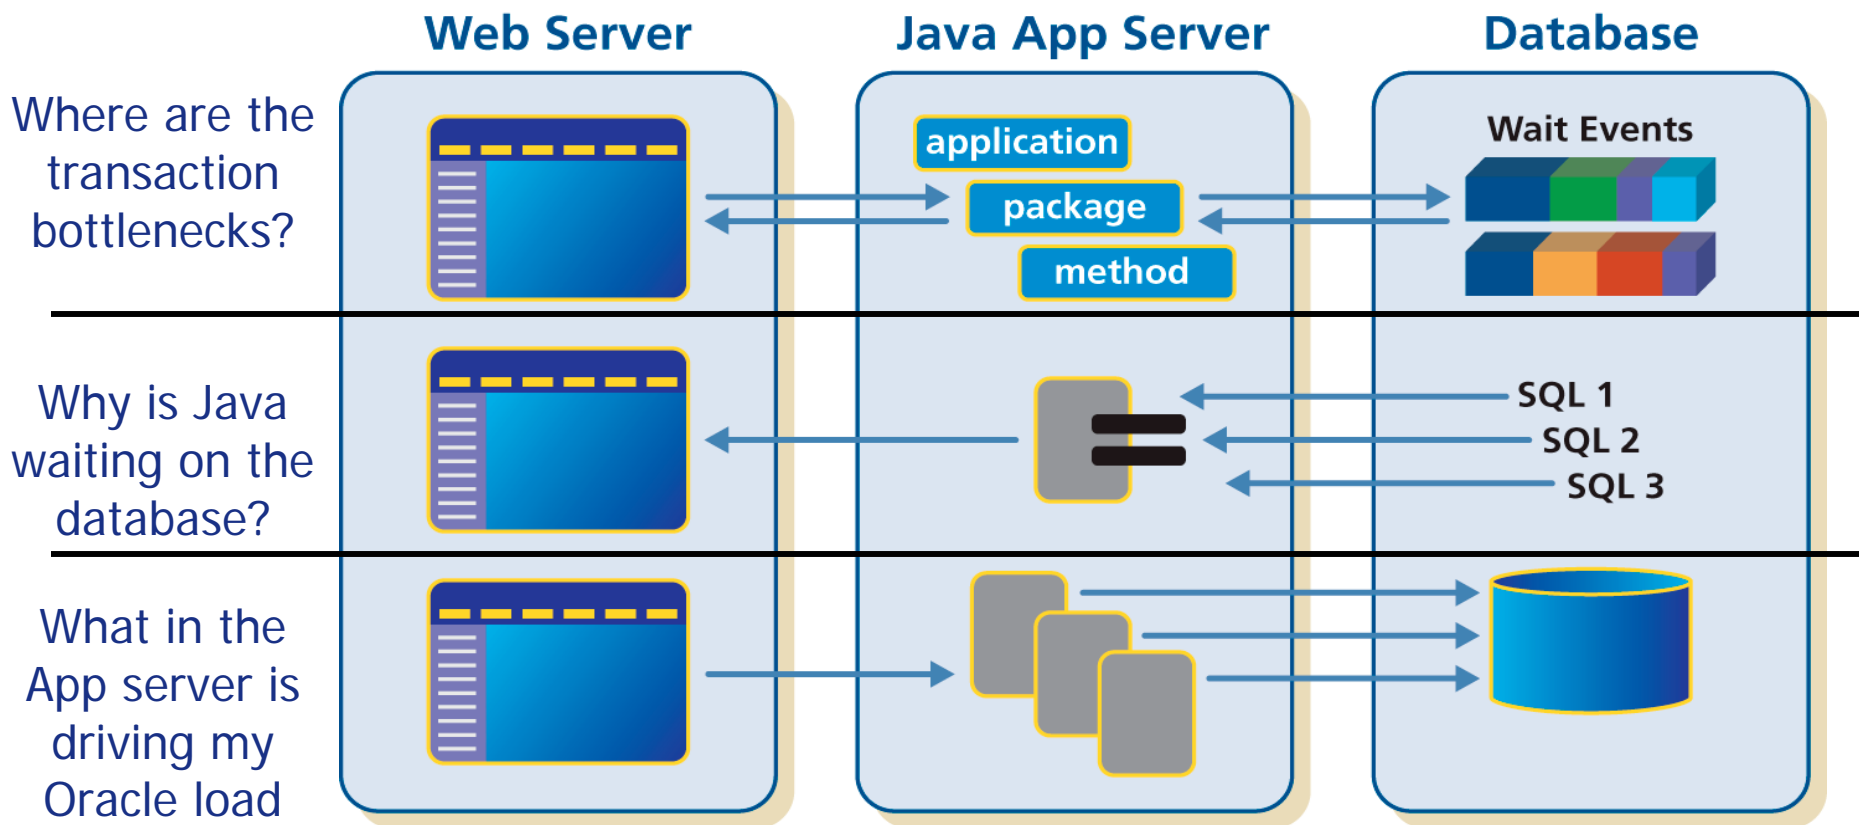 Web Server
Java App Server
Database
Where are the
transaction
bottlenecks?
application
package
method
Wait Events
Why is Java
waiting on the
database?
SQL 1
SQL 2
SQL 3
What in the
App server is
driving my
Oracle load